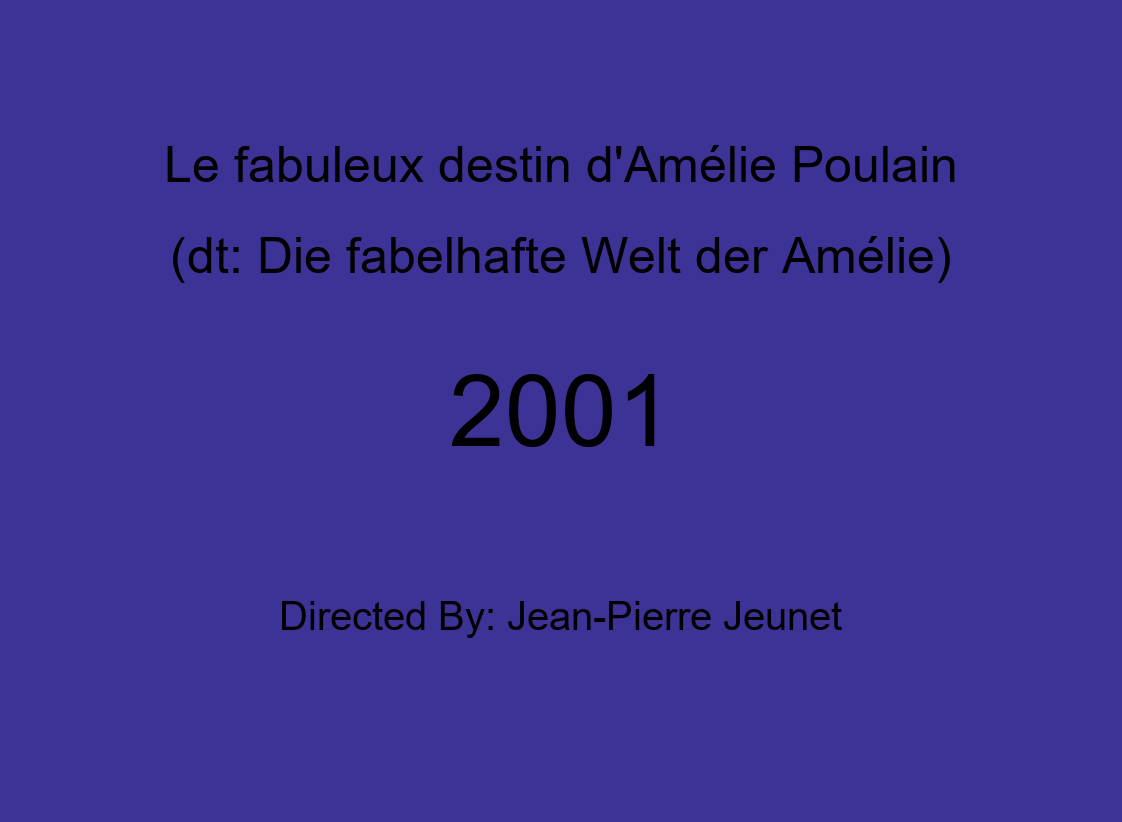 Le fabuleux destin d'Amélie Poulain
(dt: Die fabelhafte Welt der Amélie)
2001
Directed By: Jean-Pierre Jeunet